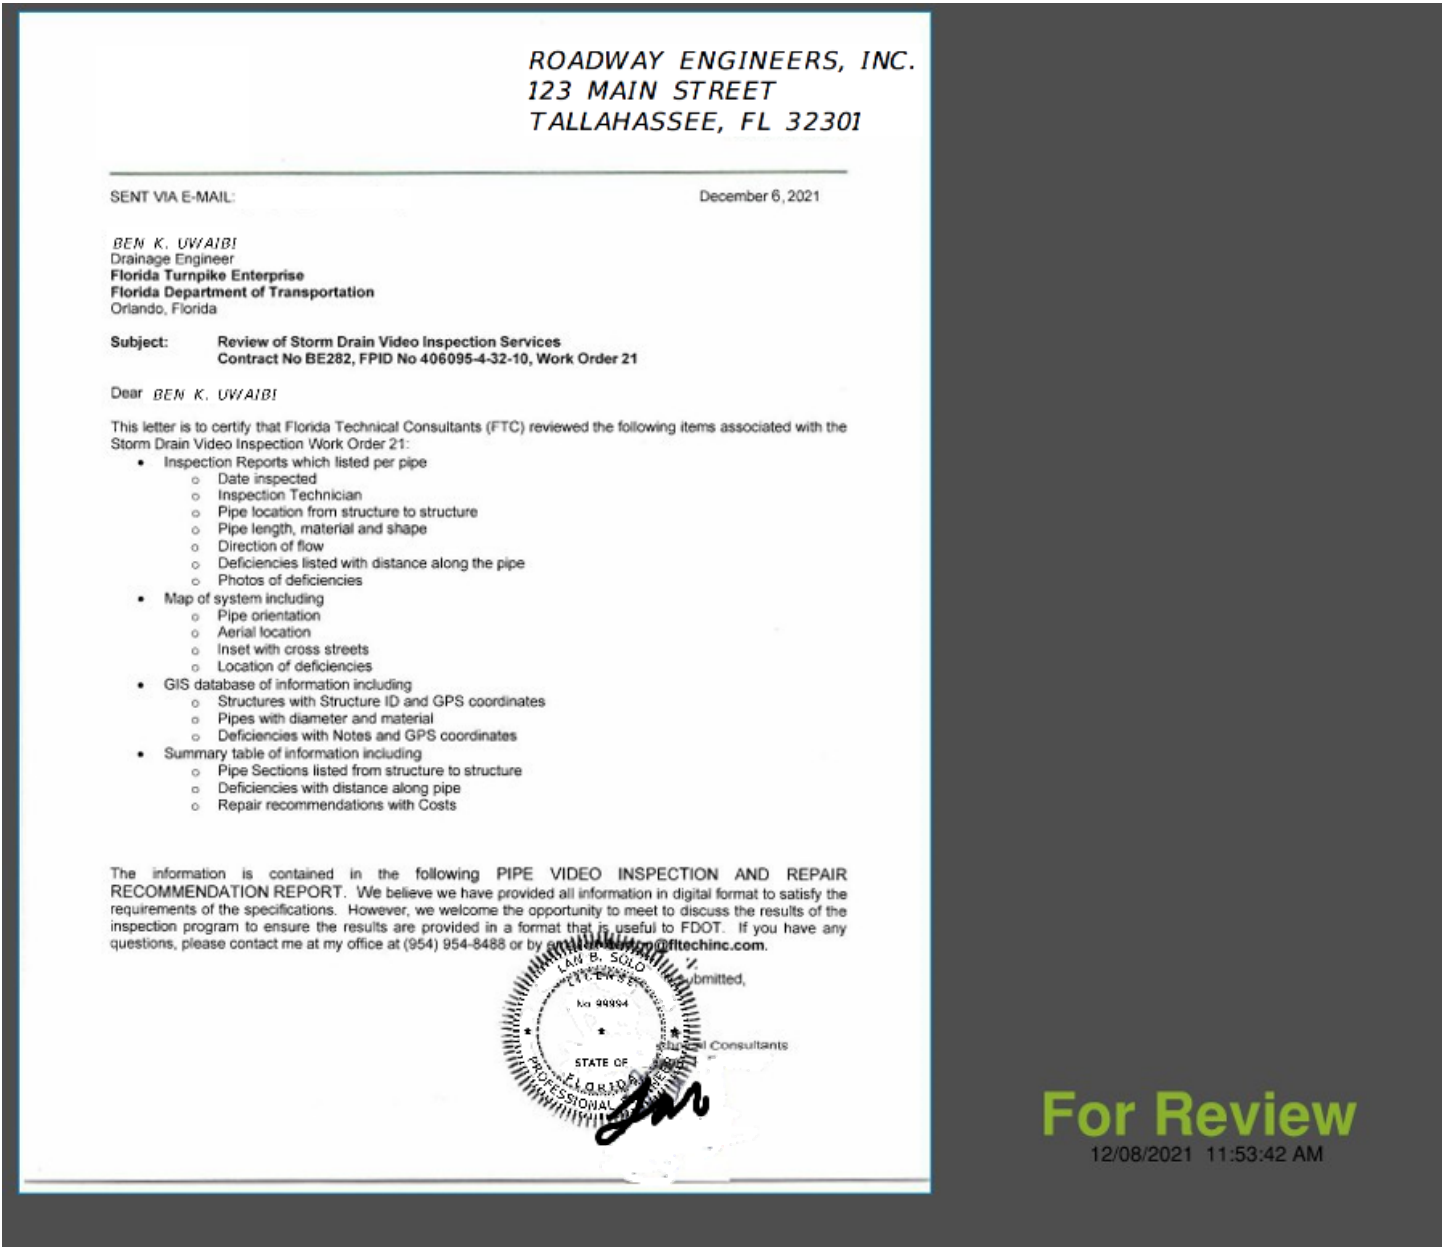 ROADWAY ENGINEERS, INC.
123 MAIN STREET
TALLAHASSEE, FL 32301
SENT VIA E-MAIL:
December 6, 2021
BEN K. UWAIBI
Drainage Engineer
Florida Turnpike Enterprise
Florida Department of Transportation
Orlando, Florida
Subject: Review of Storm Drain Video Inspection Services
Contract No BE282, FPID No 406095-4-32-10, Work Order 21
Dear BEN K. UWAIBI
This letter is to certify that Florida Technical Consultants (FTC) reviewed the following items associated with the
Storm Drain Video Inspection Work Order 21:
• Inspection Reports which listed per pipe
o Date inspected
o Inspection Technician
o Pipe location from structure to structure
o Pipe length, material and shape
o Direction of flow
o Deficiencies listed with distance along the pipe
o Photos of deficiencies
• Map of system including
o Pipe orientation
o Aerial location
o Inset with cross streets
o Location of deficiencies
• GIS database of information including
o Structures with Structure ID and GPS coordinates
o Pipes with diameter and material
o Deficiencies with Notes and GPS coordinates
• Summary table of information including
o Pipe Sections listed from structure to structure
o Deficiencies with distance along pipe
o Repair recommendations with Costs
The information is contained in the following PIPE VIDEO INSPECTION AND REPAIR
RECOMMENDATION REPORT. We believe we have provided all information in digital format to satisfy the
requirements of the specifications. However, we welcome the opportunity to meet to discuss the results of the
inspection program to ensure the results are provided in a format that is useful to FDOT. If you have any
questions, please contact me at my office at (954) 954-8488 or by @fltechinc.com.
submitted,
Consultants
LAN B. SOLO
LICENSE
No 99994
STATE OF
FLORIDA
PROFESSIONAL
For Review
12/08/2021 11:53:42 AM